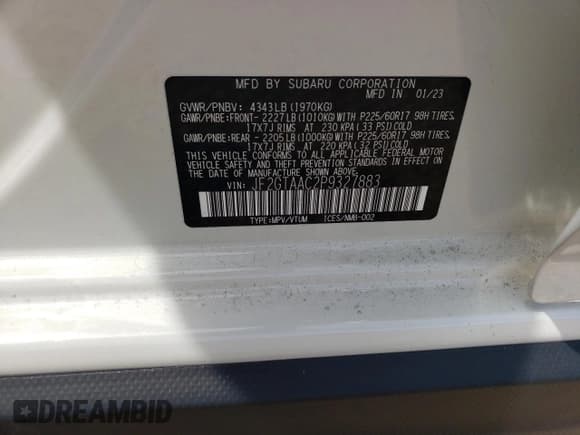 MFD BY SUBARU CORPORATION
MFD IN 01/23
GVWR/PNBV: 4343LB(1970KG)
GAWR/PNBE:FRONT- 2227LB(1010KG)WITH P225/60R17 98H TIRES,
17X7J RIMS AT 230 KPA(33 PSI)COLD
GAWR/PNBE:REAR - 2205LB(1000KG)WITH P225/60R17 98H TIRES,
17X7J RIMS AT 220 KPA(32 PSI)COLD
THIS VEHICLE CONFORMS TO ALL APPLICABLE FEDERAL MOTOR
VEHICLE SAFETY AND THEFT PREVENTION STANDARDS IN EFFECT
ON THE DATE OF MANUFACTURE SHOWN ABOVE.
VIN: JF2GTAAC2P9327883
TYPE:MPV/VTUM ICES/NMB-002
DREAMBID